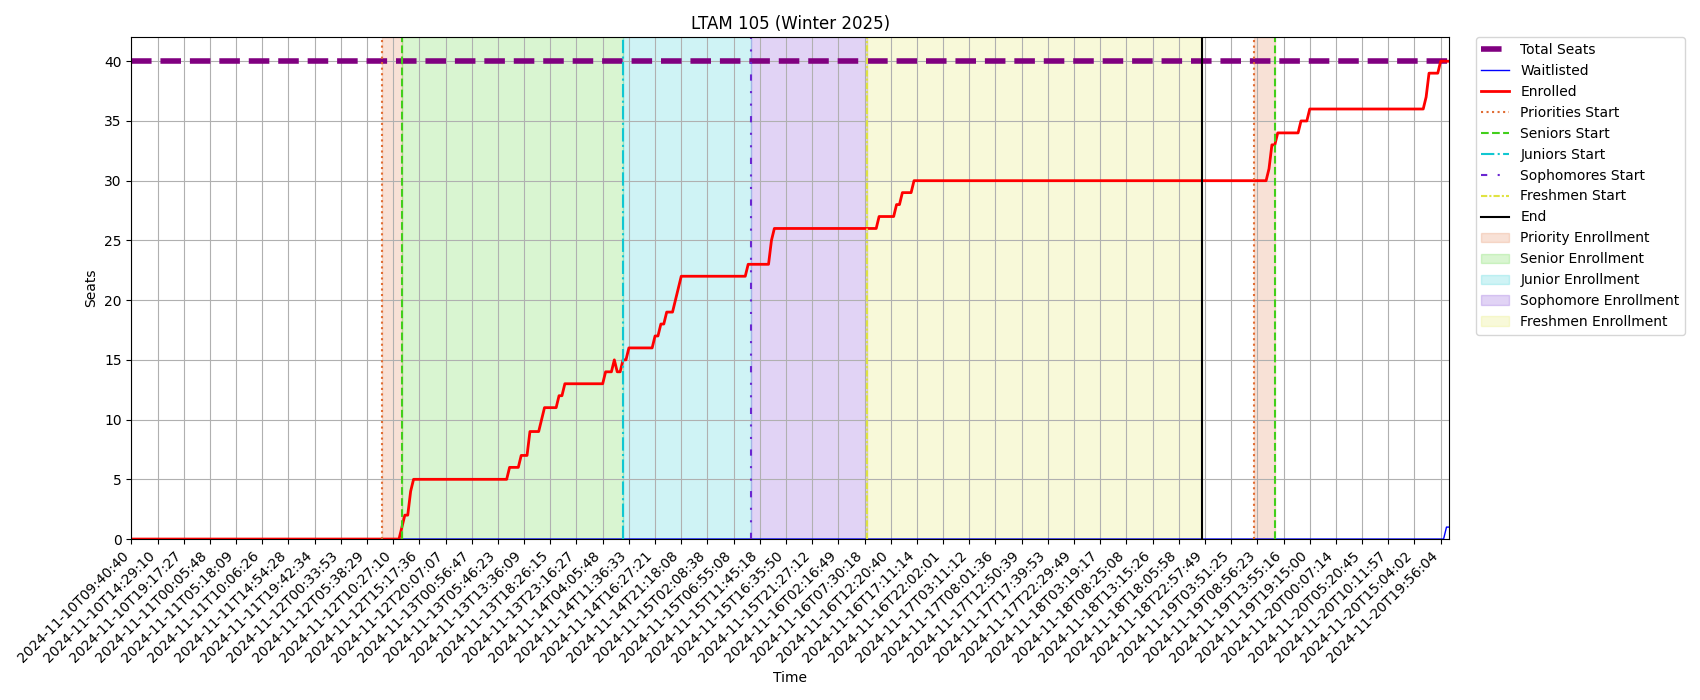 LTAM 105 (Winter 2025)
Seats
40
35
30
25
20
15
10
5
0
2024-11-10T09:40:40
2024-11-10T14:29:10
2024-11-10T19:17:27
2024-11-11T00:05:48
2024-11-11T05:18:09
2024-11-11T10:06:26
2024-11-11T14:54:28
2024-11-11T19:42:34
2024-11-12T00:33:53
2024-11-12T05:38:29
2024-11-12T10:27:10
2024-11-12T15:17:36
2024-11-12T20:07:07
2024-11-13T00:56:47
2024-11-13T05:46:23
2024-11-13T13:36:09
2024-11-13T18:26:15
2024-11-13T23:16:27
2024-11-14T04:05:48
2024-11-14T11:36:33
2024-11-14T16:27:21
2024-11-14T21:18:08
2024-11-15T02:08:38
2024-11-15T06:55:08
2024-11-15T11:45:18
2024-11-15T16:35:50
2024-11-15T21:27:12
2024-11-16T02:16:49
2024-11-16T07:30:18
2024-11-16T12:20:40
2024-11-16T17:11:14
2024-11-16T22:02:01
2024-11-17T03:11:12
2024-11-17T08:01:36
2024-11-17T12:50:39
2024-11-17T17:39:53
2024-11-17T22:29:49
2024-11-18T03:19:17
2024-11-18T08:25:08
2024-11-18T13:15:26
2024-11-18T18:05:58
2024-11-18T22:57:49
2024-11-19T03:51:25
2024-11-19T08:56:23
2024-11-19T13:55:16
2024-11-19T19:15:00
2024-11-20T00:07:14
2024-11-20T05:20:45
2024-11-20T10:11:57
2024-11-20T15:04:02
2024-11-20T19:56:04
Time
Total Seats
Waitlisted
Enrolled
Priorities Start
Seniors Start
Juniors Start
Sophomores Start
Freshmen Start
End
Priority Enrollment
Senior Enrollment
Junior Enrollment
Sophomore Enrollment
Freshmen Enrollment